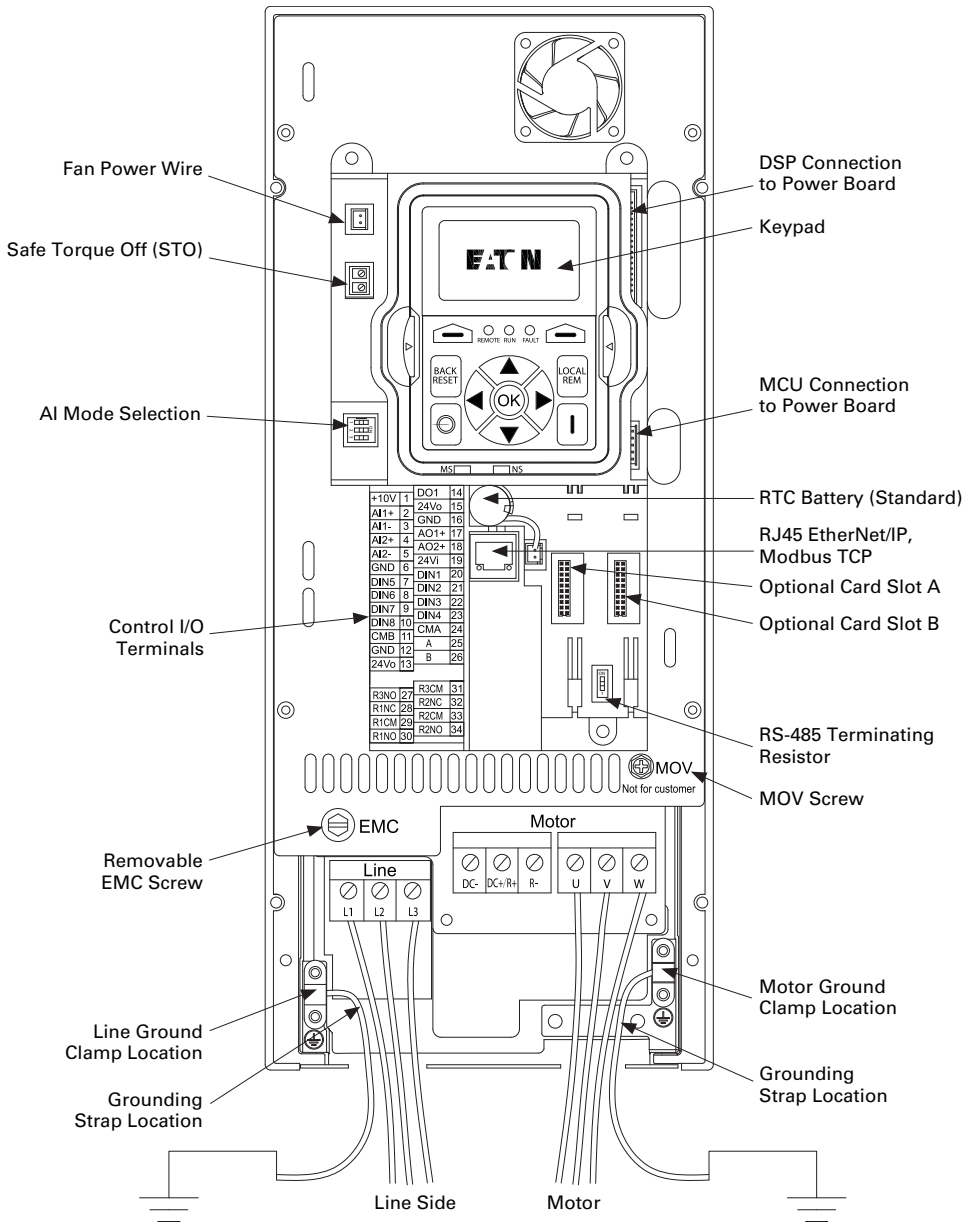 Fan Power Wire
Safe Torque Off (STO)
AI Mode Selection
DSP Connection
to Power Board
Keypad
MCU Connection
to Power Board
RTC Battery (Standard)
RJ45 EtherNet/IP,
Modbus TCP
Optional Card Slot A
Optional Card Slot B
RS-485 Terminating
Resistor
MOV Screw
Control I/O
Terminals
Removable
EMC Screw
Line Ground
Clamp Location
Grounding
Strap Location
Motor Ground
Clamp Location
Grounding
Strap Location
REMOTE RUN FAULT
BACK
RESET
LOCAL
REM
OK
MS NS
+10V 1
AI1+ 2
AI1- 3
AI2+ 4
AI2- 5
GND 6
DIN5 7
DIN6 8
DIN7 9
DIN8 10
CMB 11
GND 12
24Vo 13
DO1 14
24Vo 15
GND 16
AO1+ 17
AO2+ 18
24Vi 19
DIN1 20
DIN2 21
DIN3 22
DIN4 23
CMA 24
A 25
B 26
R3NO 27
R1NC 28
R1CM 29
R1NO 30
R3CM 31
R2NC 32
R2CM 33
R2NO 34
MOV
Not for customer
EMC
Line
L1 L2 L3
Motor
DC- DC+/R+ R- U V W
Line Side
Motor